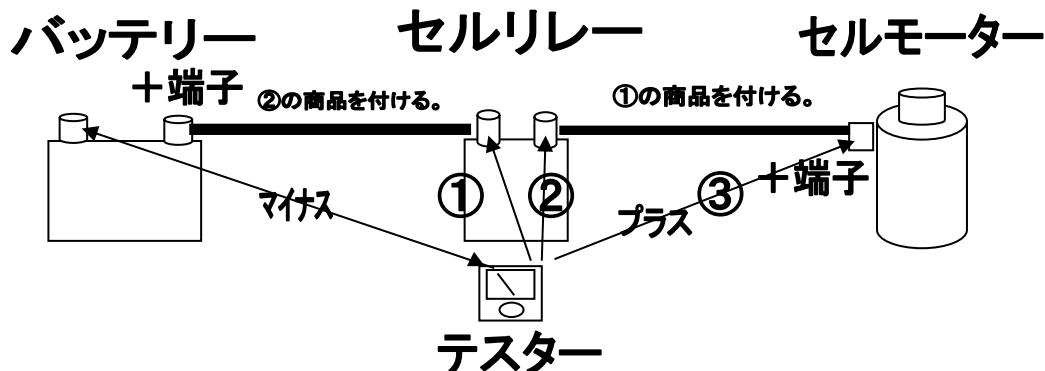 バッテリー
セルリレー
セルモーター
＋端子
②の商品を付ける。
①の商品を付ける。
マイナス
①
②
プラス
③
＋端子
テスター